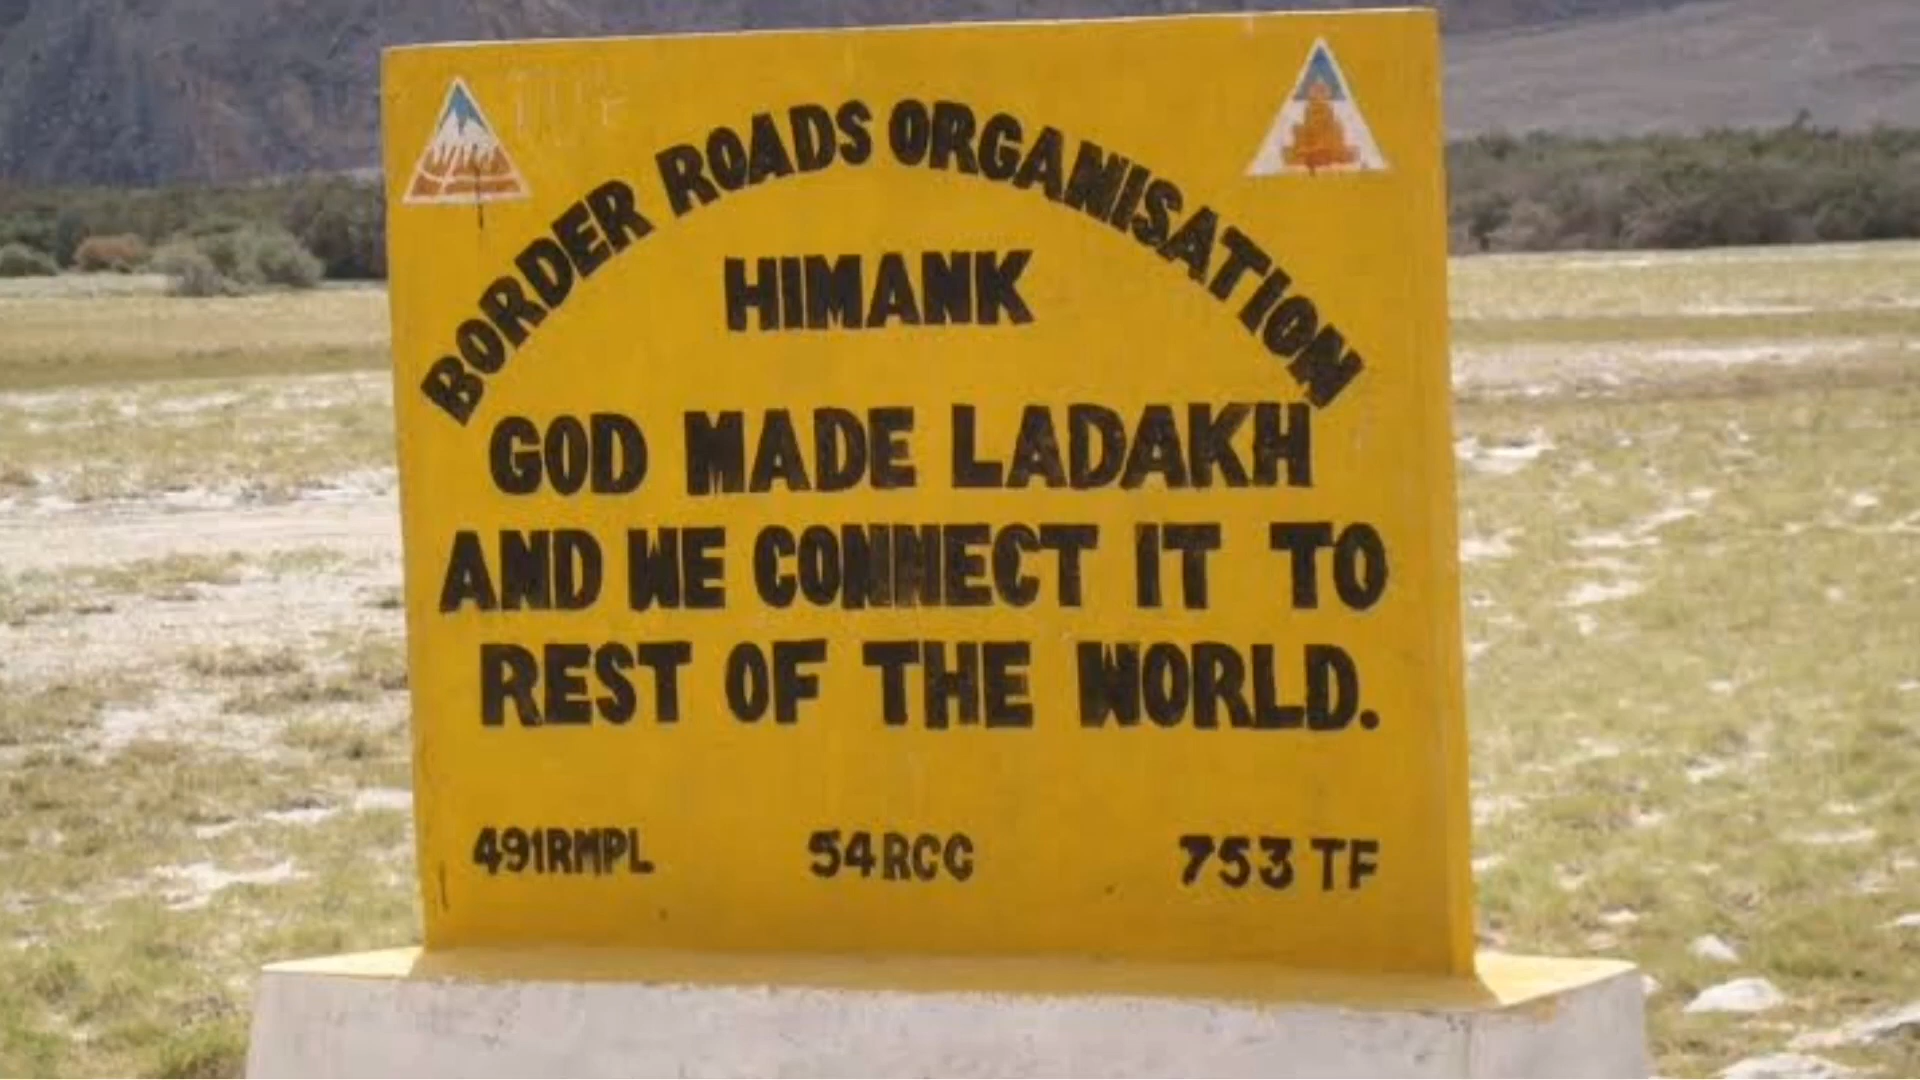 BORDER ROADS ORGANISATION
HIMANK
GOD MADE LADAKH
AND WE CONNECT IT TO
REST OF THE WORLD.
491RMPL 54RCC 753 TF